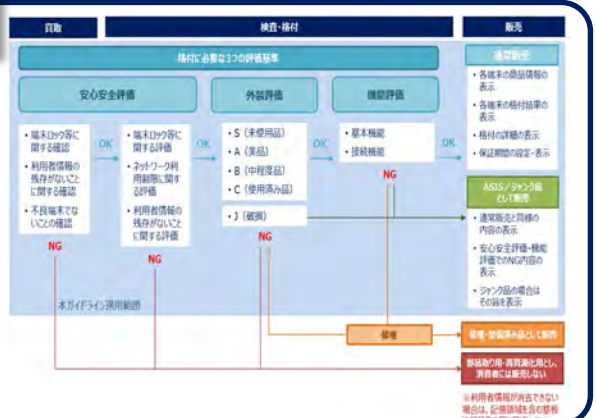 買取
検査・格付
販売
格付に必要な3つの評価基準
安心安全評価
外装評価
機能評価
・端末ロック等に
関する確認
・利用者情報の
残存がないこと
に関する確認
・不良端末でな
いことの確認
NG
OK
・端末ロック等に
関する評価
・ネットワーク利
用制限に関す
る評価
・利用者情報の
残存がないこと
に関する評価
NG
OK
・S（未使用品）
・A（美品）
・B（中程度品）
・C（使用済み品）
・J（破損）
NG
OK
・基本機能
・接続機能
NG
OK
通常販売
・各端末の商品情報の
表示
・各端末の格付結果の
表示
・格付の詳細の表示
・保証期間の設定・表示
ASIS／ジャンク品
として販売
・通常販売と同様の
内容の表示
・安心安全評価・機能
評価でのNG内容の
表示
・ジャンク品の場合は
その旨を表示
本ガイドライン適用範囲
修理
修理・整備済み品として販売
部品取り用・再資源化用とし、
消費者には販売しない
※利用者情報が消去できない
場合は、記憶領域を含む基板